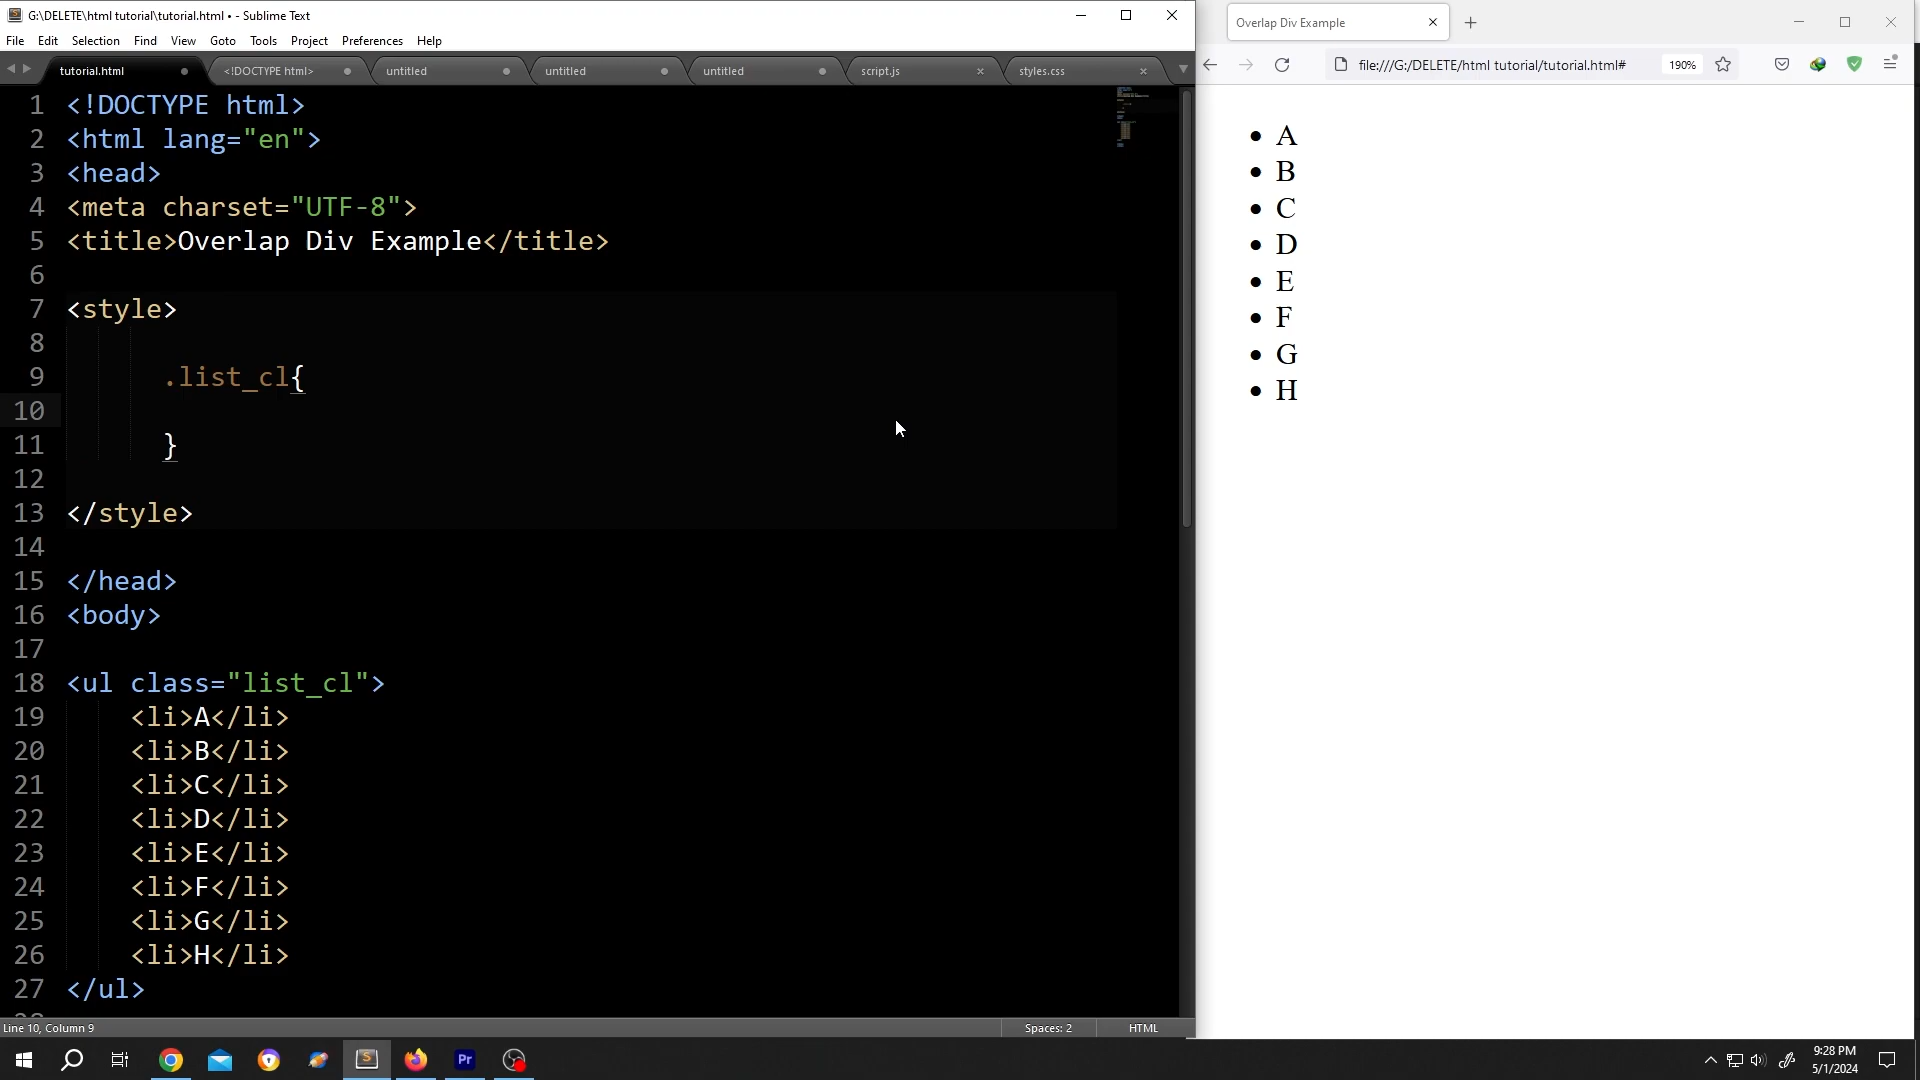 G:\DELETE\html tutorial\tutorial.html • - Sublime Text
File Edit Selection Find View Goto Tools Project Preferences Help
tutorial.html <!DOCTYPE html> untitled untitled untitled script.js styles.css
1 <!DOCTYPE html>
2 <html lang="en">
3 <head>
4 <meta charset="UTF-8">
5 <title>Overlap Div Example</title>
6
7 <style>
8
9 .list_cl{
10
11 }
12
13 </style>
14
15 </head>
16 <body>
17
18 <ul class="list_cl">
19 <li>A</li>
20 <li>B</li>
21 <li>C</li>
22 <li>D</li>
23 <li>E</li>
24 <li>F</li>
25 <li>G</li>
26 <li>H</li>
27 </ul>
Line 10, Column 9 Spaces: 2 HTML
Overlap Div Example
file:///G:/DELETE/html tutorial/tutorial.html# 190%
• A
• B
• C
• D
• E
• F
• G
• H
S Pr
9:28 PM
5/1/2024